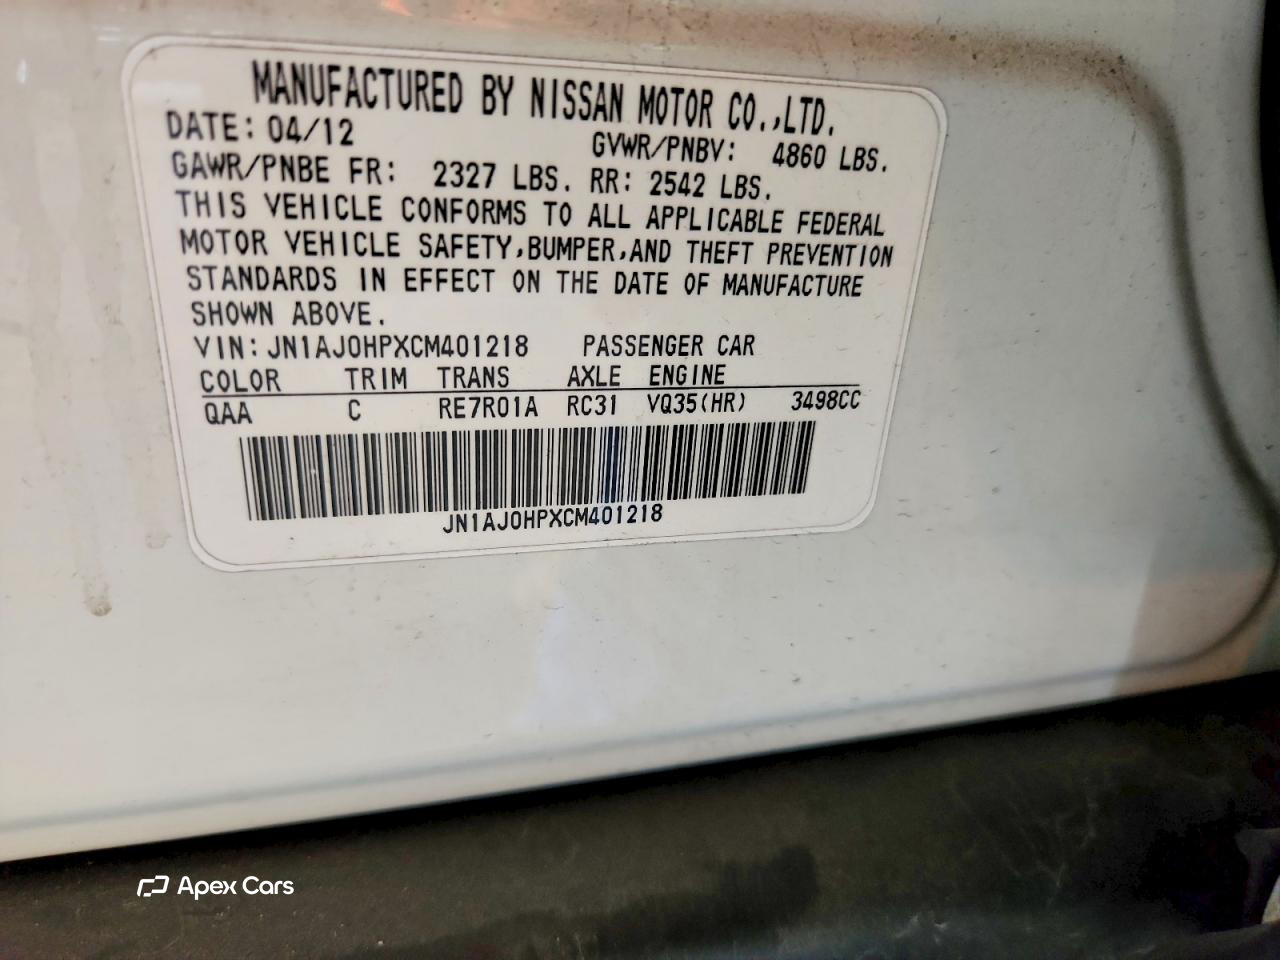 MANUFACTURED BY NISSAN MOTOR CO.,LTD.
DATE: 04/12 GVWR/PNBV: 4860 LBS.
GAWR/PNBE FR: 2327 LBS. RR: 2542 LBS.
THIS VEHICLE CONFORMS TO ALL APPLICABLE FEDERAL
MOTOR VEHICLE SAFETY,BUMPER,AND THEFT PREVENTION
STANDARDS IN EFFECT ON THE DATE OF MANUFACTURE
SHOWN ABOVE.
VIN: JN1AJ0HPXCM401218 PASSENGER CAR
COLOR TRIM TRANS AXLE ENGINE
QAA C RE7R01A RC31 VQ35(HR) 3498CC
JN1AJ0HPXCM401218
Apex Cars